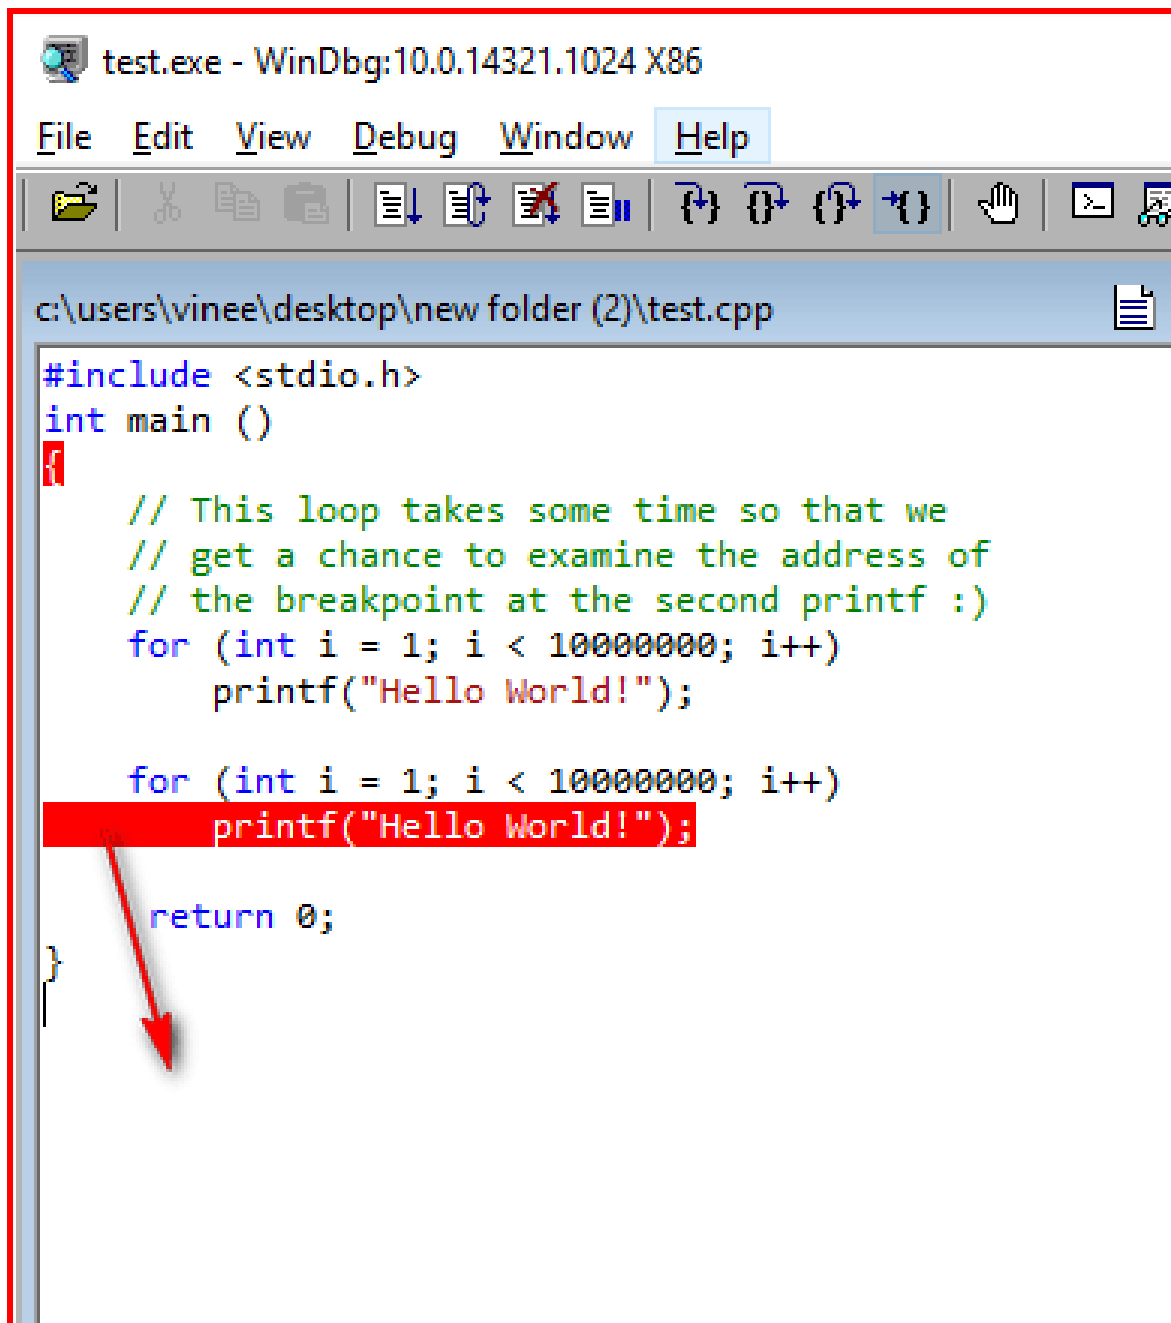 test.exe - WinDbg:10.0.14321.1024 X86
File Edit View Debug Window Help
c:\users\vinee\desktop\new folder (2)\test.cpp
#include <stdio.h>
int main ()
{
    // This loop takes some time so that we
    // get a chance to examine the address of
    // the breakpoint at the second printf :)
    for (int i = 1; i < 10000000; i++)
        printf("Hello World!");
    for (int i = 1; i < 10000000; i++)
        printf("Hello World!");
     return 0;
}